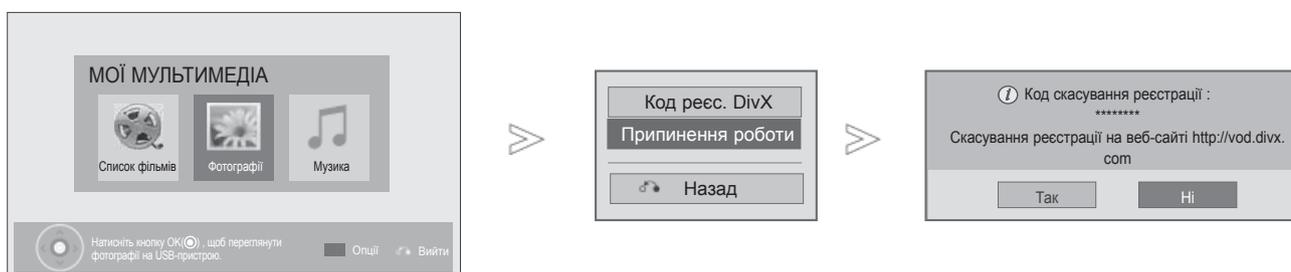 МОЇ МУЛЬТИМЕДІА
Список фільмів
Фотографії
Музика
Натисніть кнопку OK(◉) , щоб переглянути
фотографії на USB-пристрою.
Опції
Вийти
Код реєс. DivX
Припинення роботи
Назад
Код скасування реєстрації :
********
Скасування реєстрації на веб-сайті http://vod.divx.
com
Так
Ні